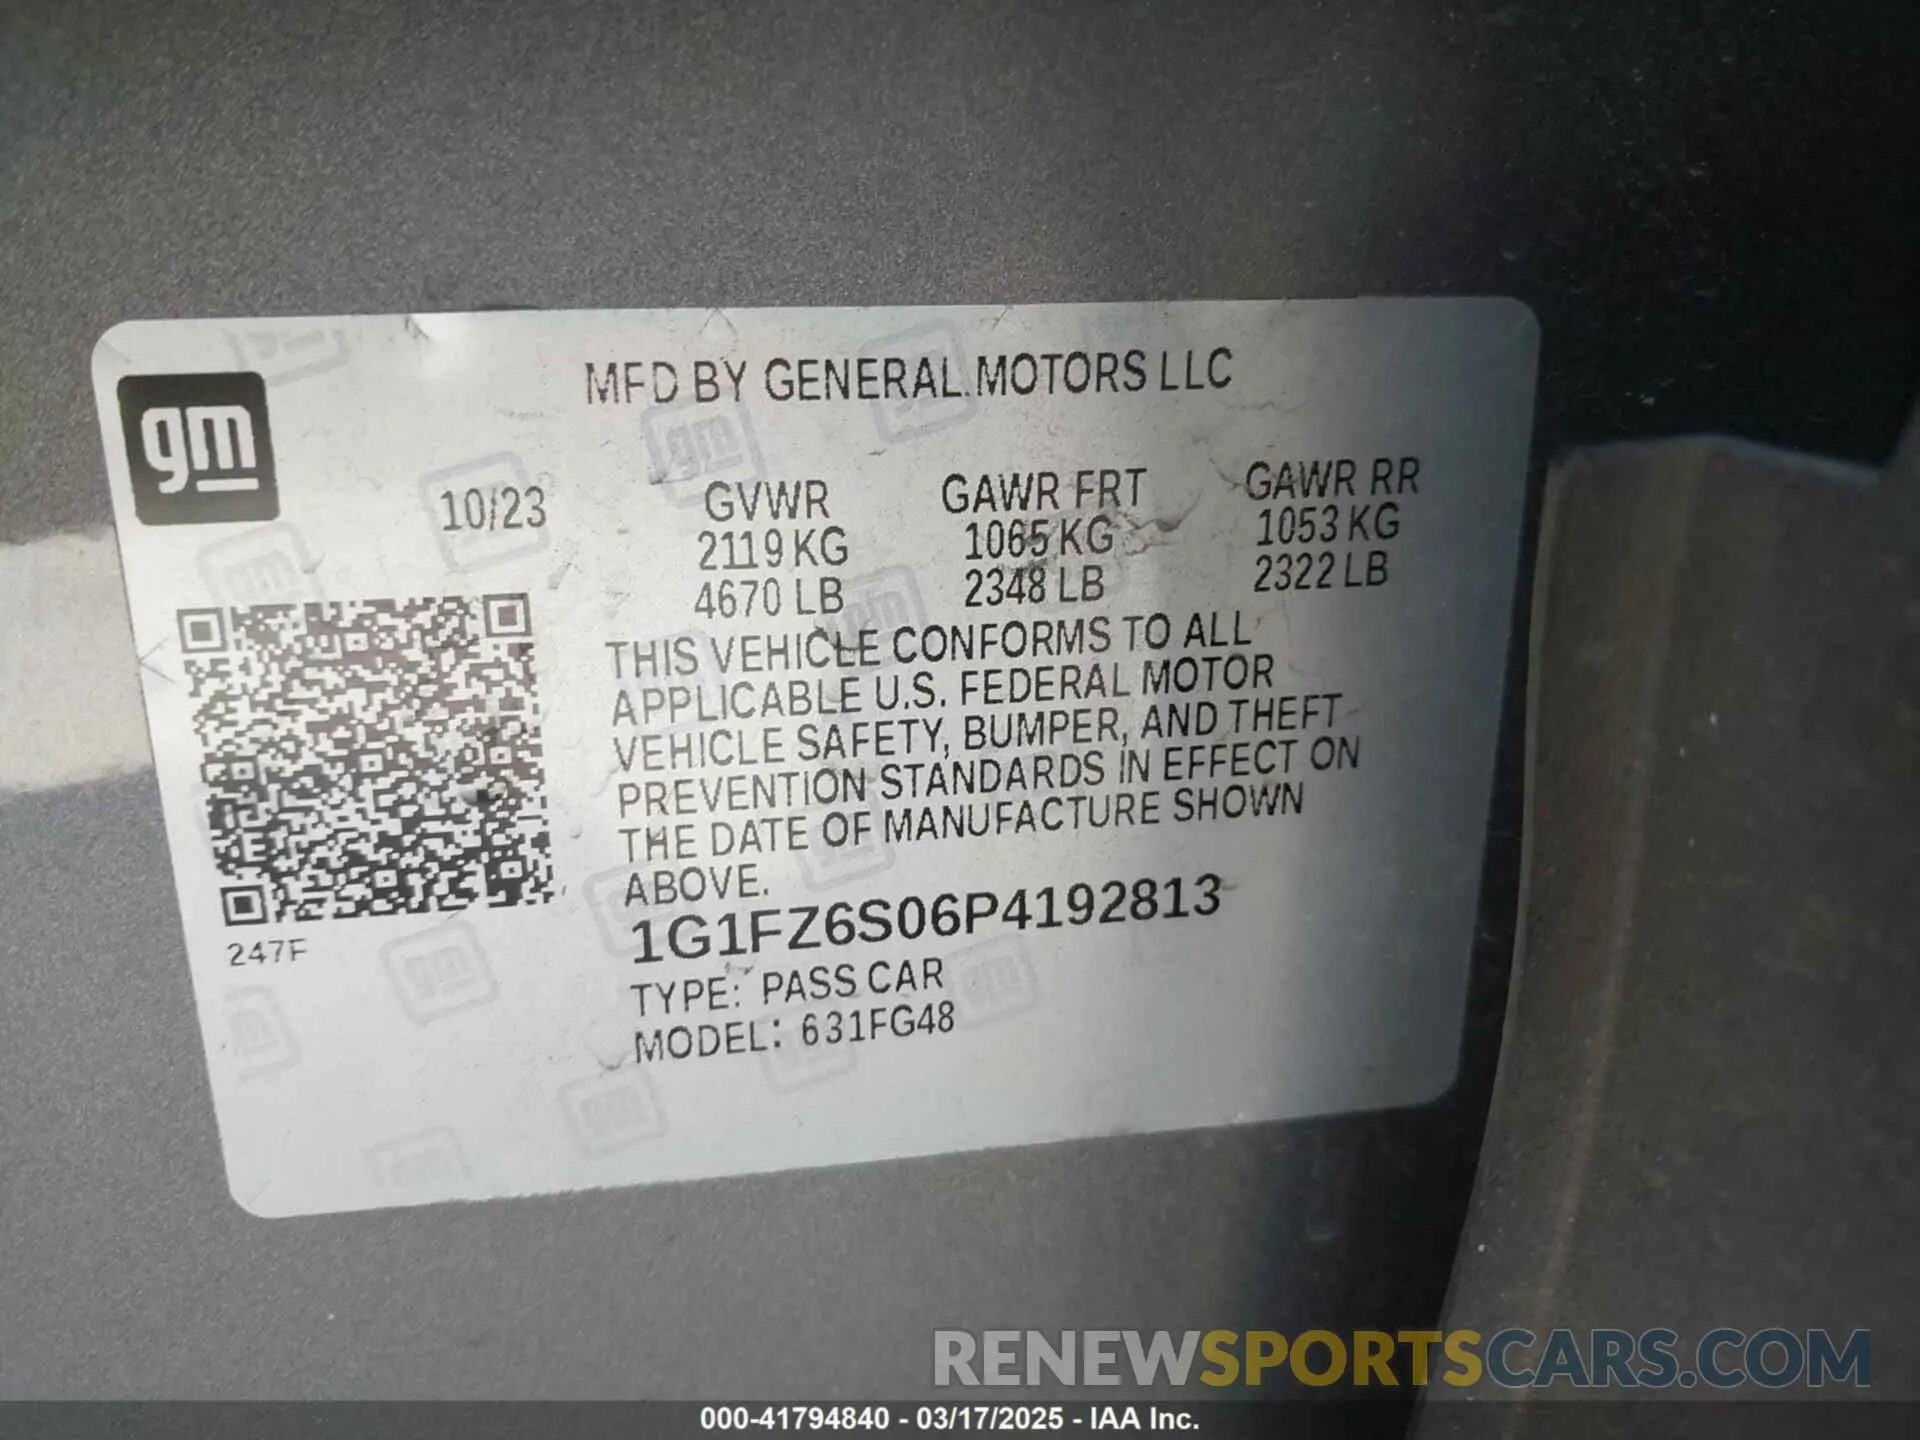 MFD BY GENERAL MOTORS LLC
gm
10/23
GVWR GAWR FRT GAWR RR
2119 KG 1065 KG 1053 KG
4670 LB 2348 LB 2322 LB
THIS VEHICLE CONFORMS TO ALL
APPLICABLE U.S. FEDERAL MOTOR
VEHICLE SAFETY, BUMPER, AND THEFT
PREVENTION STANDARDS IN EFFECT ON
THE DATE OF MANUFACTURE SHOWN
ABOVE.
247F
1G1FZ6S06P4192813
TYPE: PASS CAR
MODEL: 631FG48
RENEWSPORTSCARS.COM
000-41794840 - 03/17/2025 - IAA Inc.